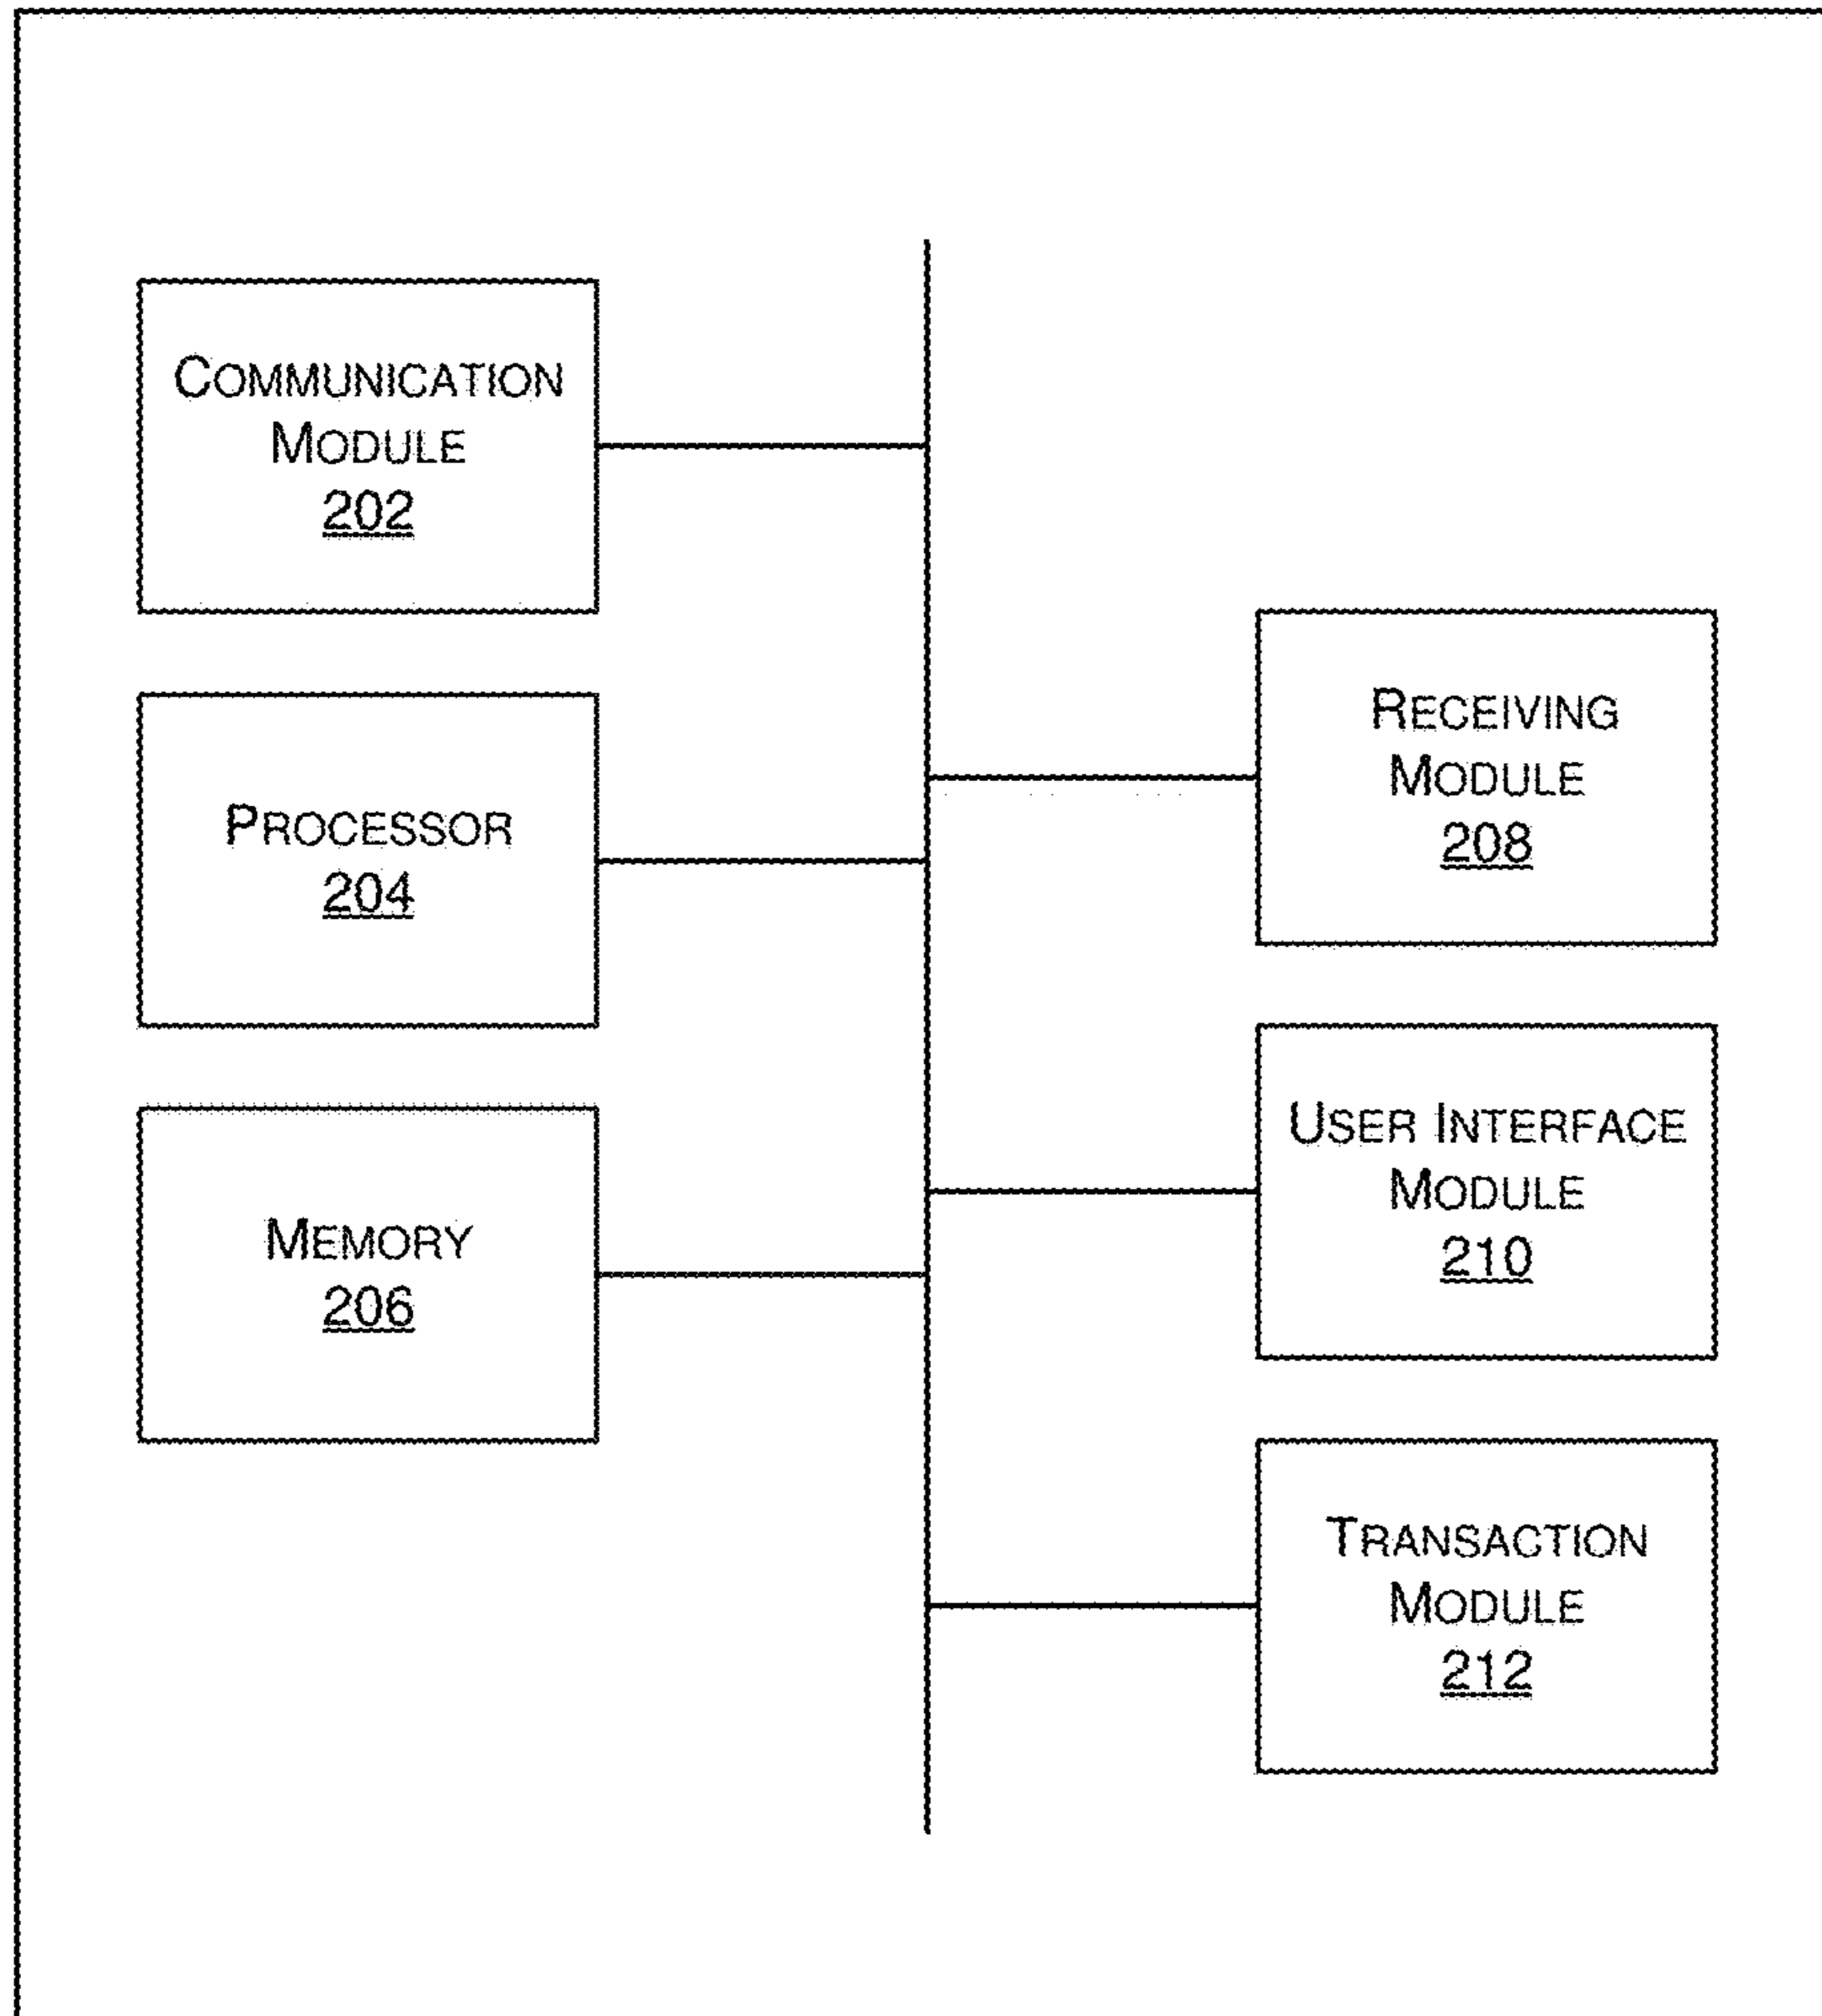 COMMUNICATION
MODULE
202
PROCESSOR
204
MEMORY
206
RECEIVING
MODULE
208
USER INTERFACE
MODULE
210
TRANSACTION
MODULE
212